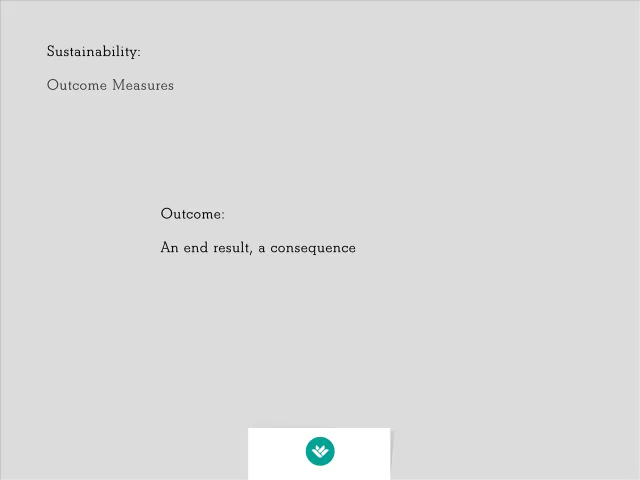 Sustainability:
Outcome Measures
Outcome:
An end result, a consequence